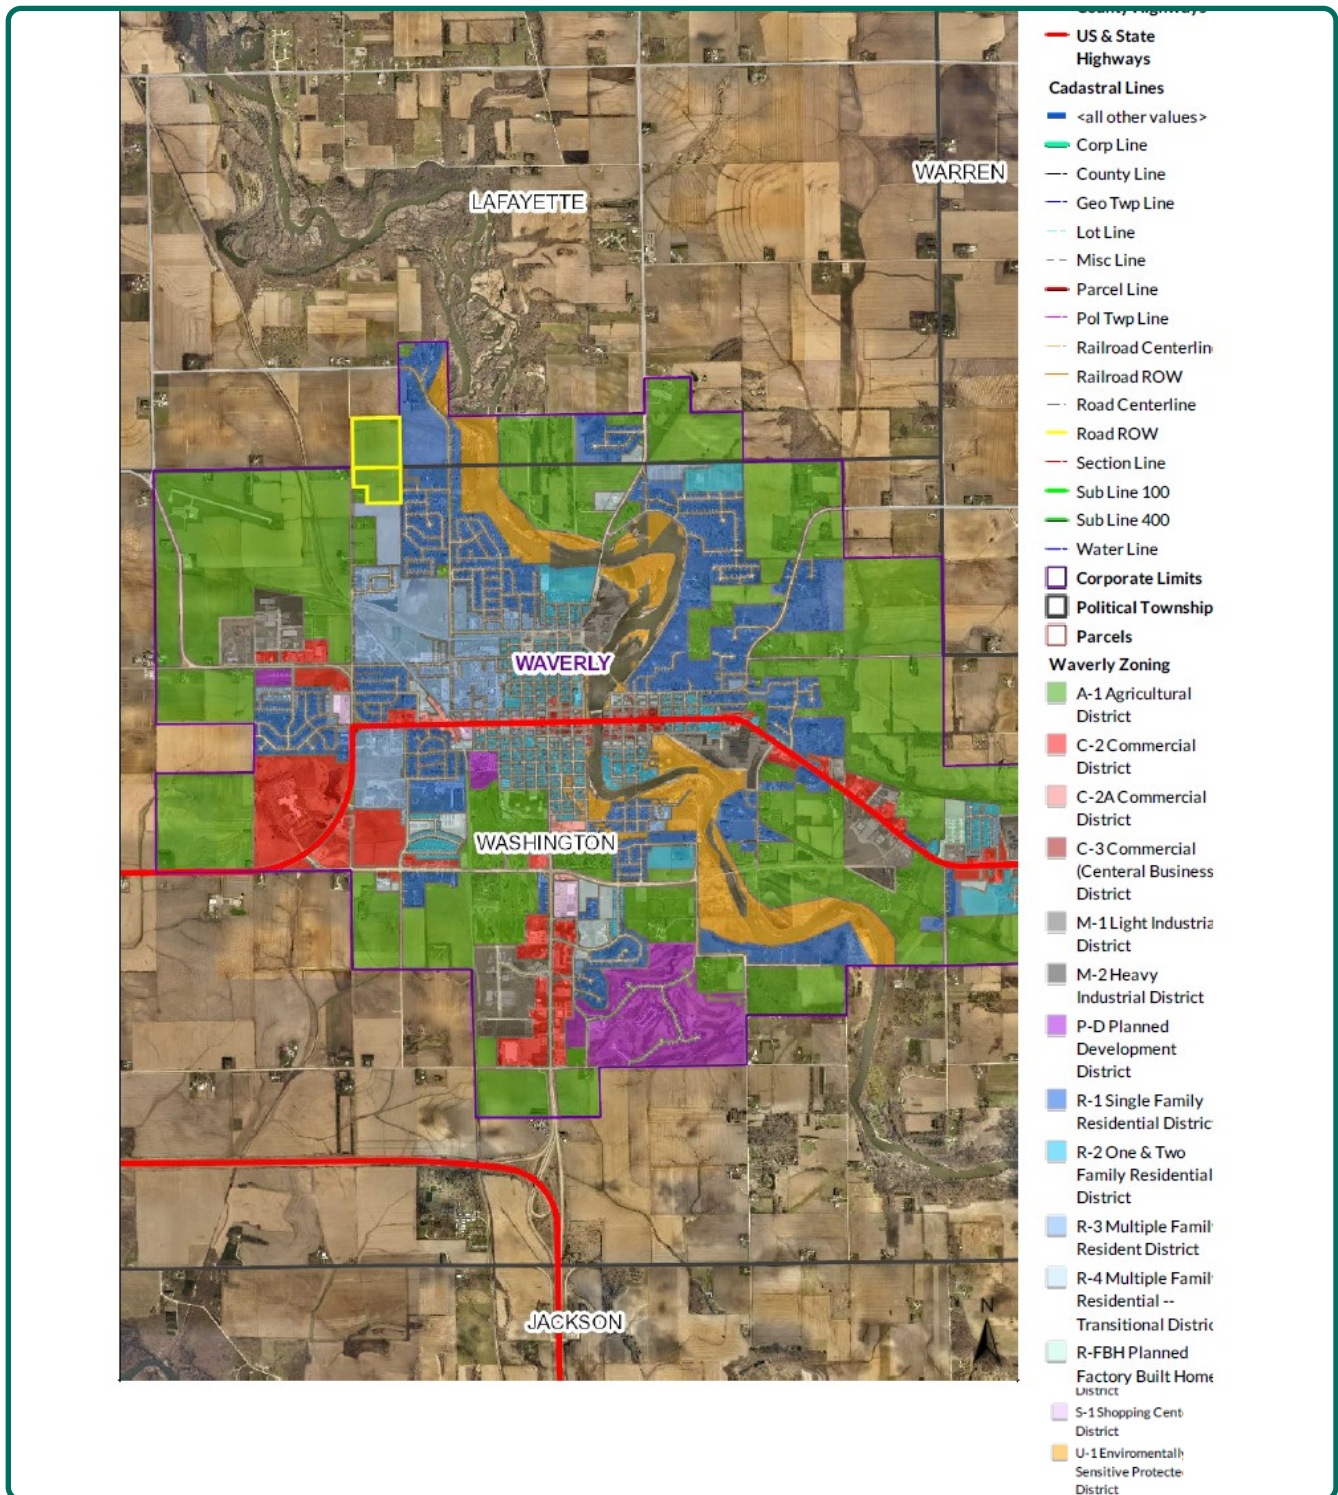 County Highways
US & State
Highways
Cadastral Lines
<all other values>
Corp Line
County Line
Geo Twp Line
Lot Line
Misc Line
Parcel Line
Pol Twp Line
Railroad Centerlin
Railroad ROW
Road Centerline
Road ROW
Section Line
Sub Line 100
Sub Line 400
Water Line
Corporate Limits
Political Township
Parcels
Waverly Zoning
A-1 Agricultural
District
C-2 Commercial
District
C-2A Commercial
District
C-3 Commercial
(Centeral Business
District
M-1 Light Industria
District
M-2 Heavy
Industrial District
P-D Planned
Development
District
R-1 Single Family
Residential Distric
R-2 One & Two
Family Residential
District
R-3 Multiple Famil
Resident District
R-4 Multiple Famil
Residential --
Transitional Distric
R-FBH Planned
Factory Built Home
District
S-1 Shopping Cent
District
U-1 Enviromentally
Sensitive Protecte
District
WARREN
LAFAYETTE
WAVERLY
WASHINGTON
JACKSON
N